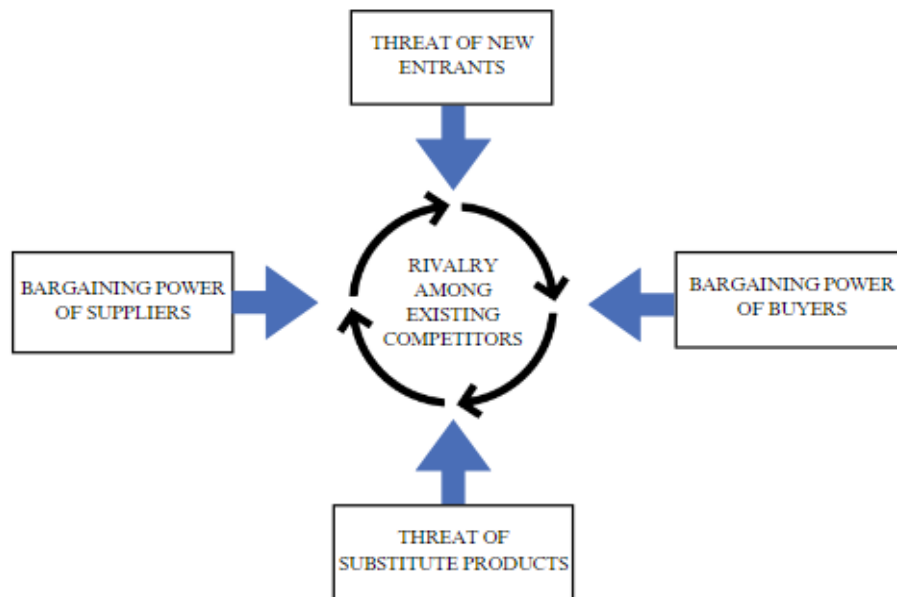 THREAT OF NEW
ENTRANTS
BARGAINING POWER
OF SUPPLIERS
RIVALRY
AMONG
EXISTING
COMPETITORS
BARGAINING POWER
OF BUYERS
THREAT OF
SUBSTITUTE PRODUCTS